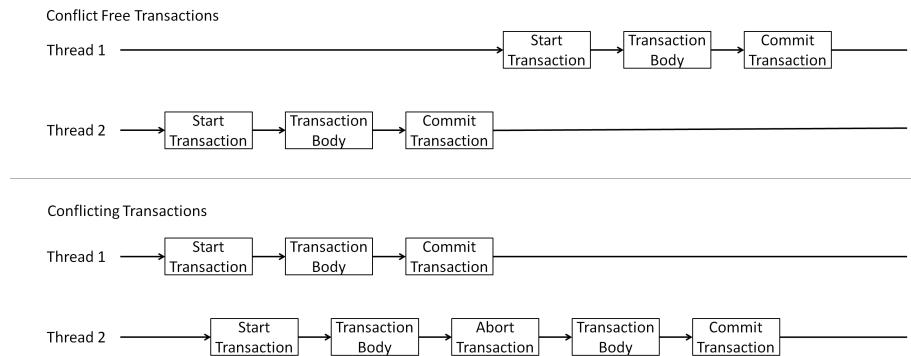 Conflict Free Transactions
Thread 1
Start
Transaction
Transaction
Body
Commit
Transaction
Thread 2
Start
Transaction
Transaction
Body
Commit
Transaction
Conflicting Transactions
Thread 1
Start
Transaction
Transaction
Body
Commit
Transaction
Thread 2
Start
Transaction
Transaction
Body
Abort
Transaction
Transaction
Body
Commit
Transaction